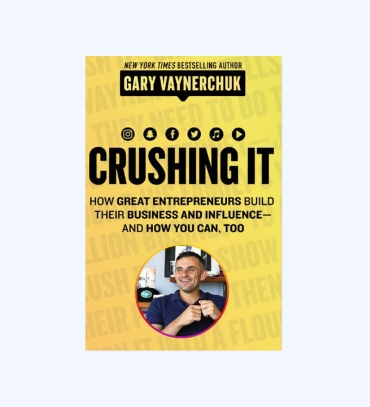 NEW YORK TIMES BESTSELLING AUTHOR
GARY VAYNERCHUK
CRUSHING IT
HOW GREAT ENTREPRENEURS BUILD
THEIR BUSINESS AND INFLUENCE—
AND HOW YOU CAN, TOO